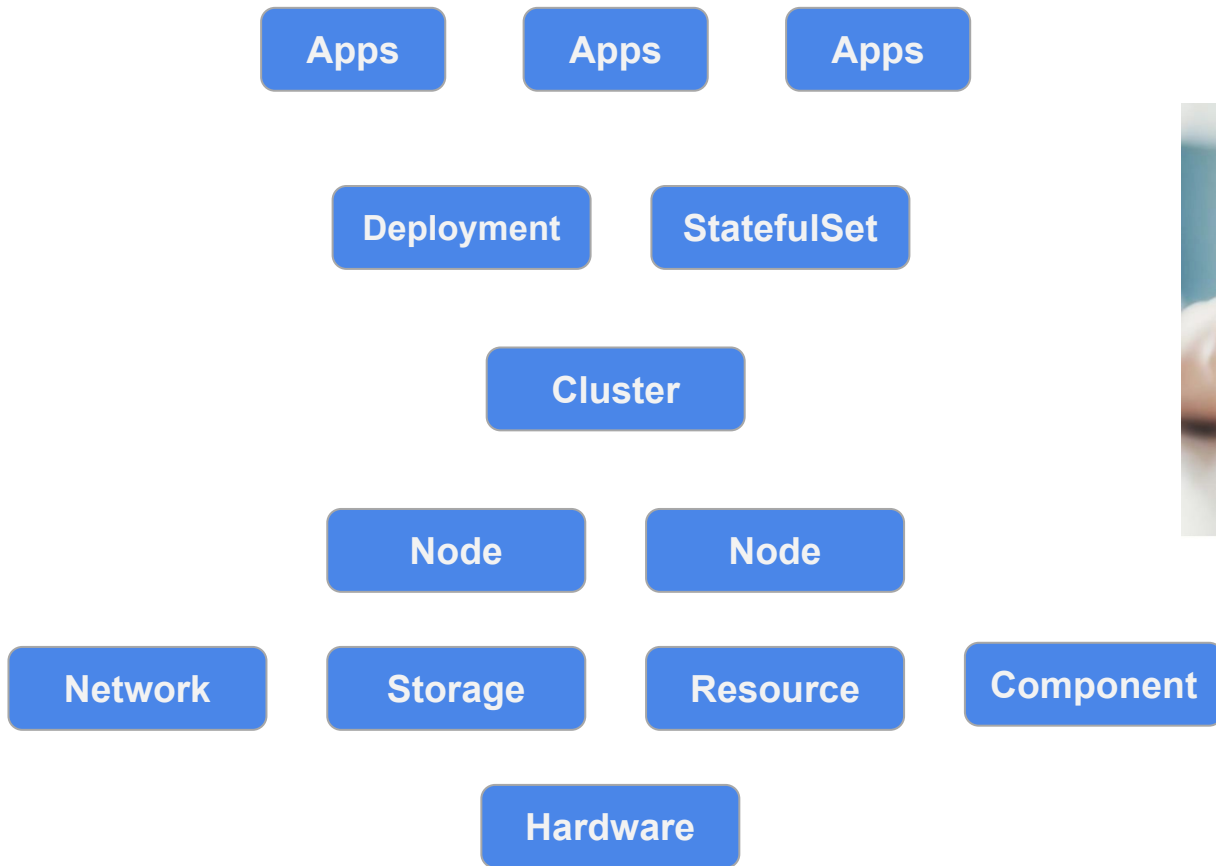 Apps Apps Apps
Deployment StatefulSet
Cluster
Node Node
Network Storage Resource Component
Hardware